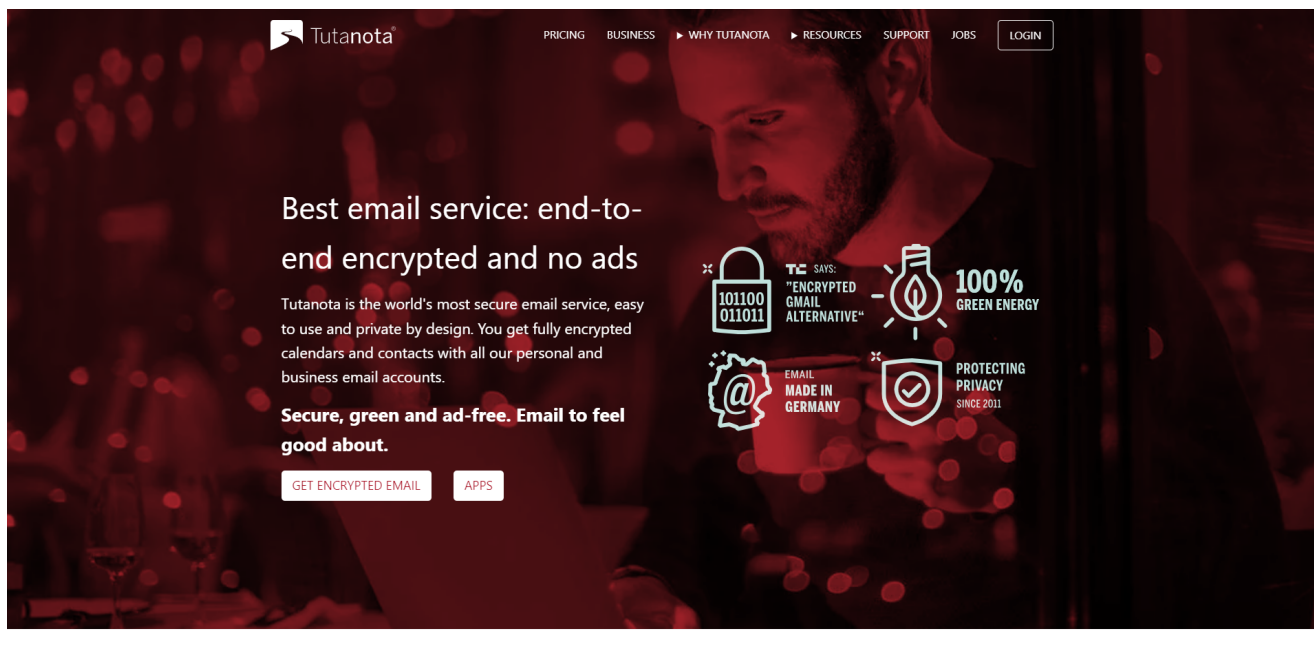 Tutanota®
PRICING
BUSINESS
▶ WHY TUTANOTA
▶ RESOURCES
SUPPORT
JOBS
LOGIN
Best email service: end-to-
end encrypted and no ads
Tutanota is the world's most secure email service, easy
to use and private by design. You get fully encrypted
calendars and contacts with all our personal and
business email accounts.
Secure, green and ad-free. Email to feel
good about.
GET ENCRYPTED EMAIL
APPS
101100
011011
TC SAYS:
"ENCRYPTED
GMAIL
ALTERNATIVE“
100%
GREEN ENERGY
@
EMAIL
MADE IN
GERMANY
PROTECTING
PRIVACY
SINCE 2011